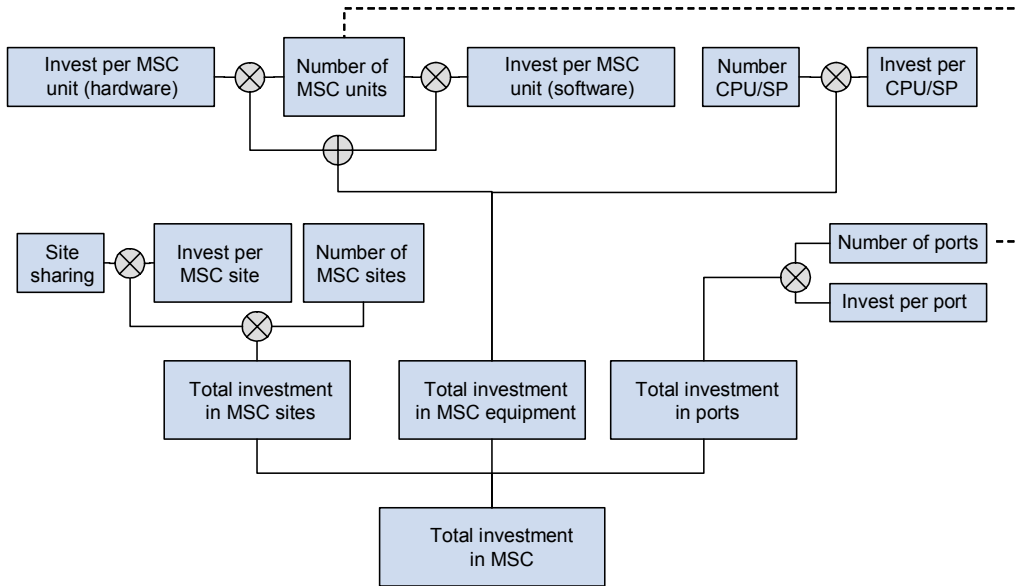 Invest per MSC
unit (hardware)
Number of
MSC units
Invest per MSC
unit (software)
Number
CPU/SP
Invest per
CPU/SP
Site
sharing
Invest per
MSC site
Number of
MSC sites
Number of ports
Invest per port
Total investment
in MSC sites
Total investment
in MSC equipment
Total investment
in ports
Total investment
in MSC